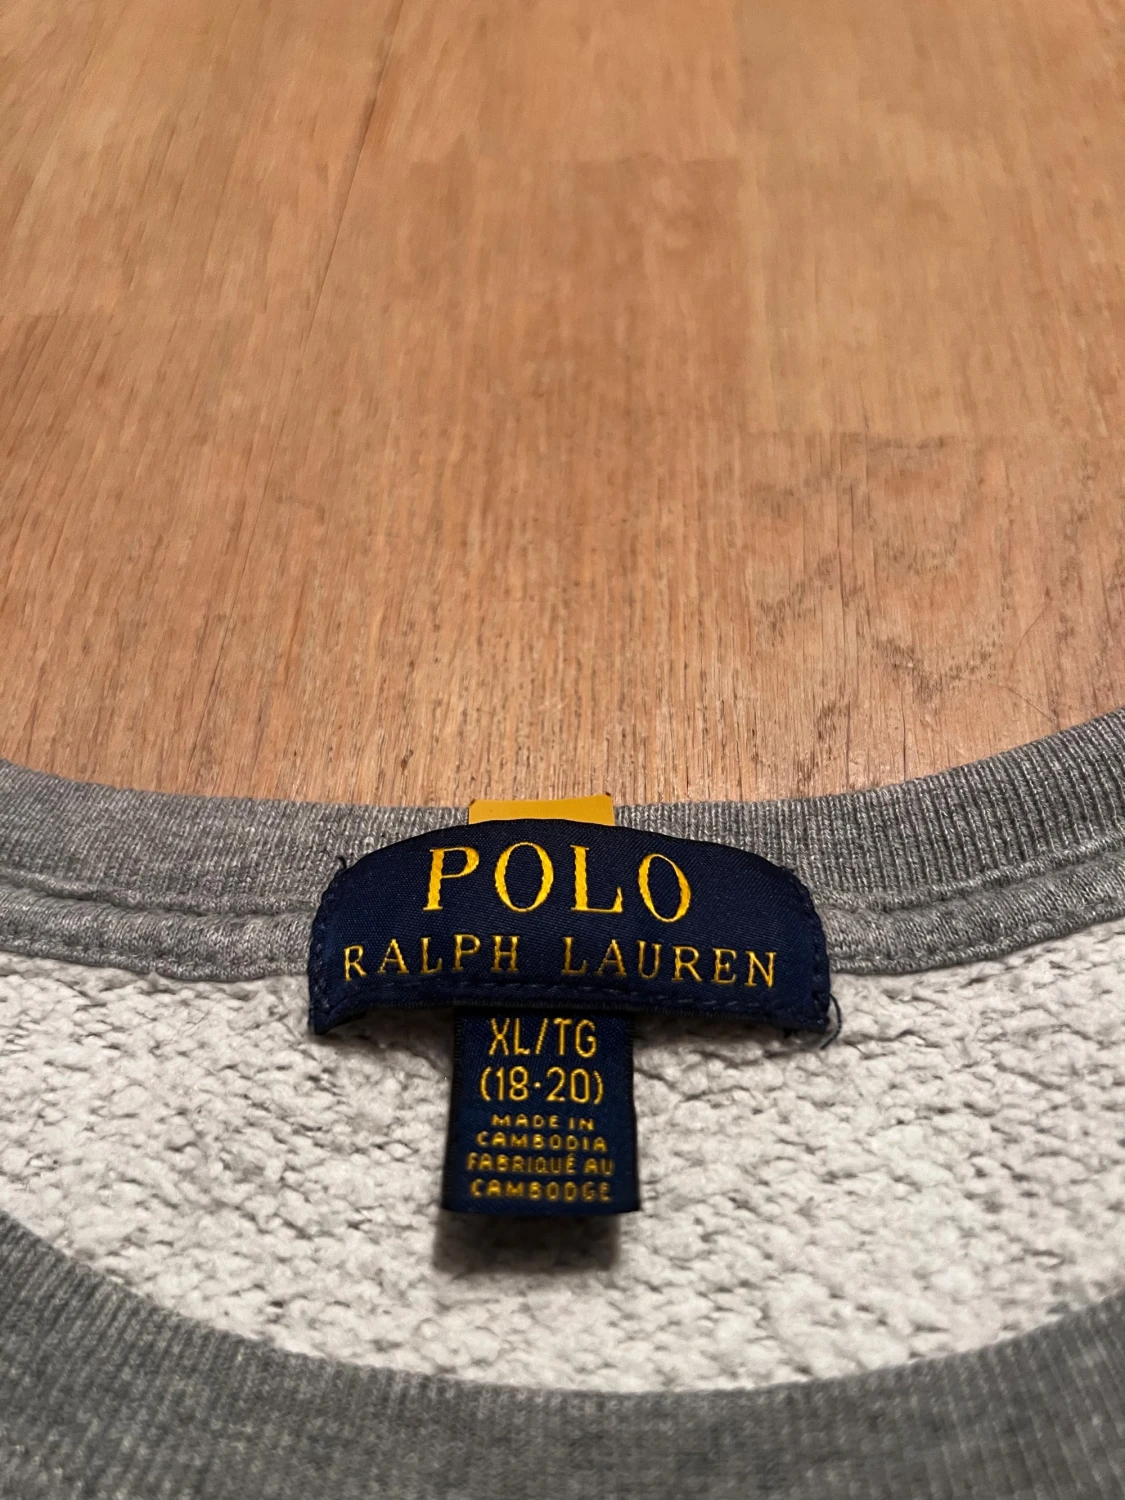 POLO
RALPH LAUREN
XL/TG
(18-20)
MADE IN
CAMBODIA
FABRIQUÉ AU
CAMBODGE